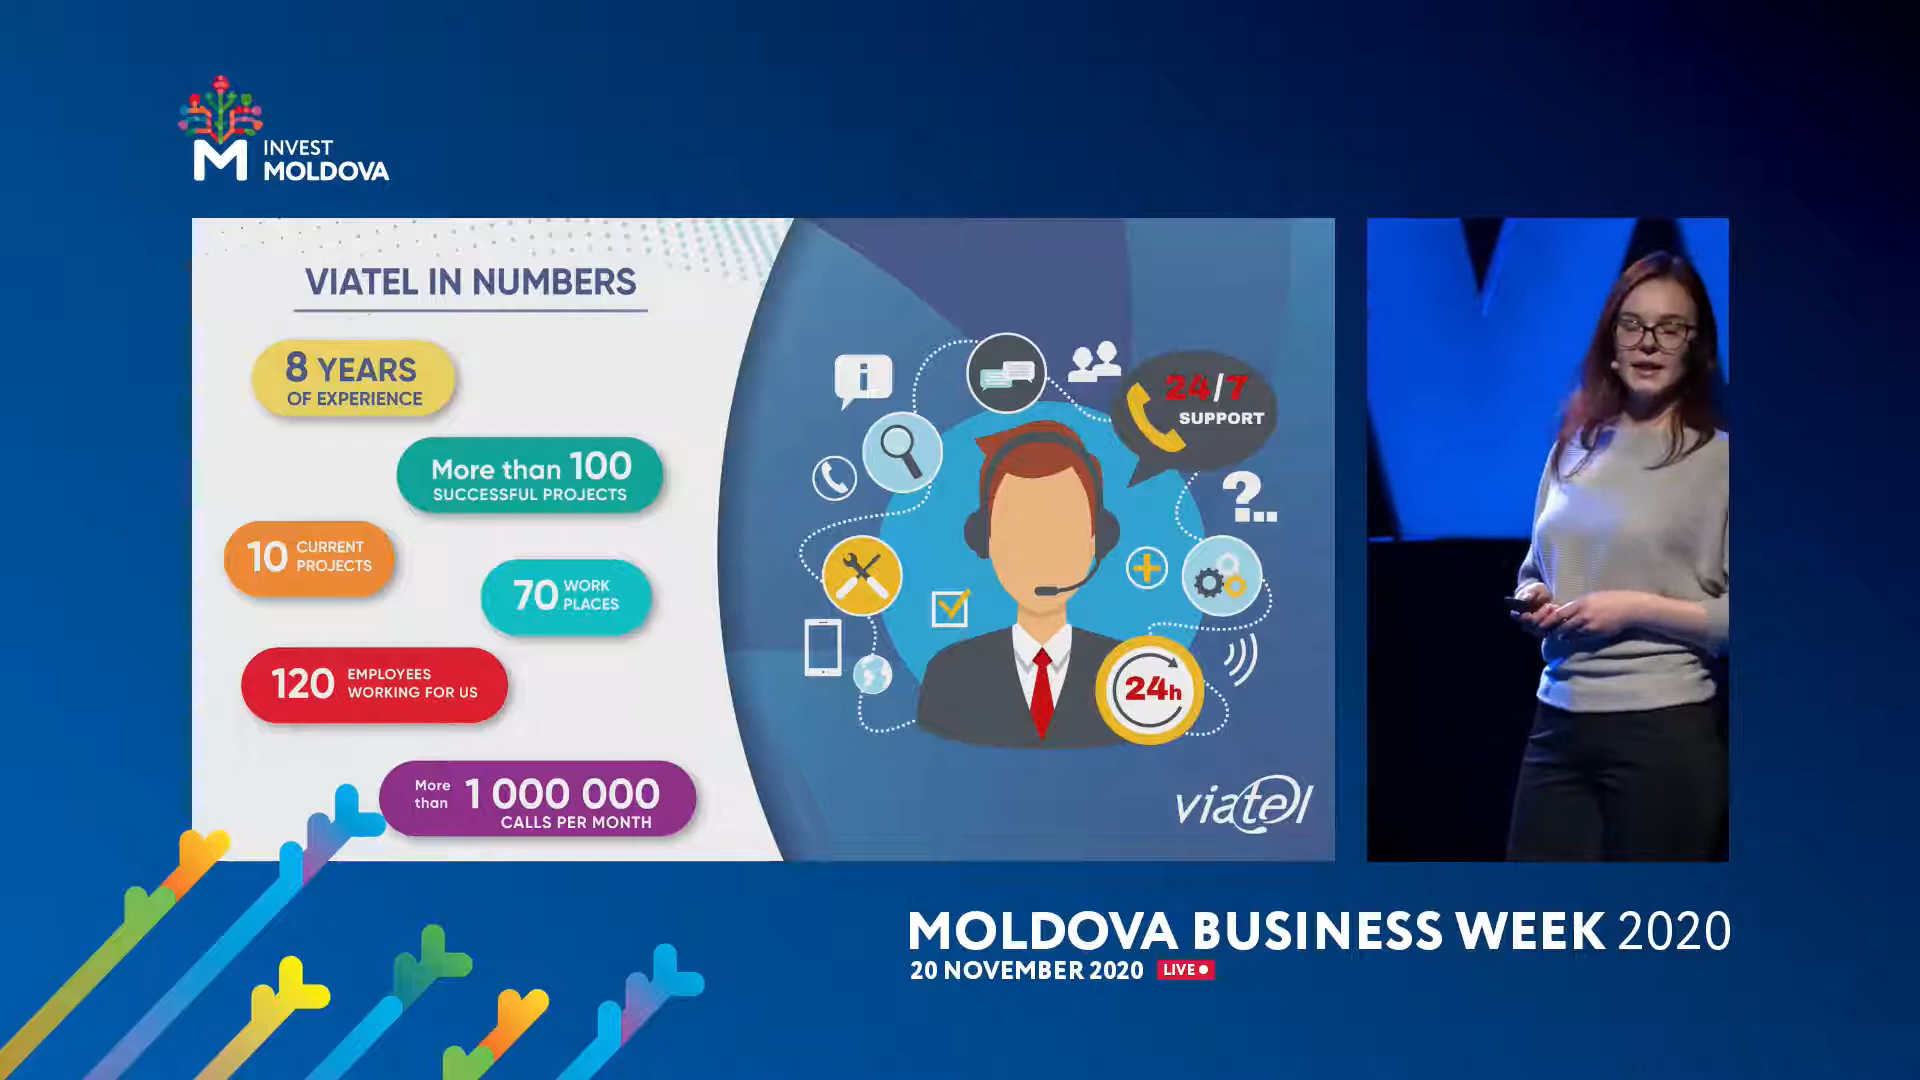 INVEST
MOLDOVA
VIATEL IN NUMBERS
8 YEARS
OF EXPERIENCE
More than 100
SUCCESSFUL PROJECTS
10 CURRENT
PROJECTS
70 WORK
PLACES
120 EMPLOYEES
WORKING FOR US
More
than 1 000 000
CALLS PER MONTH
i
24/7
SUPPORT
?...
24h
viatel
MOLDOVA BUSINESS WEEK 2020
20 NOVEMBER 2020 LIVE